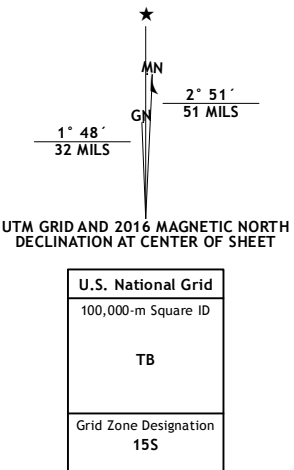 ★
MN
GN
2° 51´
51 MILS
1° 48´
32 MILS
UTM GRID AND 2016 MAGNETIC NORTH
DECLINATION AT CENTER OF SHEET
U.S. National Grid
100,000-m Square ID
TB
Grid Zone Designation
15S